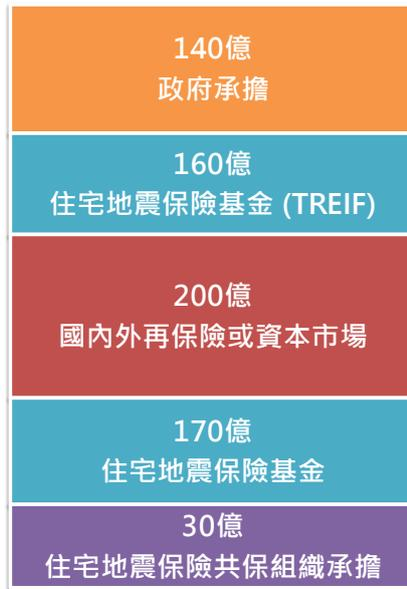 140億
政府承擔
160億
住宅地震保險基金 (TREIF)
200億
國內外再保險或資本市場
170億
住宅地震保險基金
30億
住宅地震保險共保組織承擔